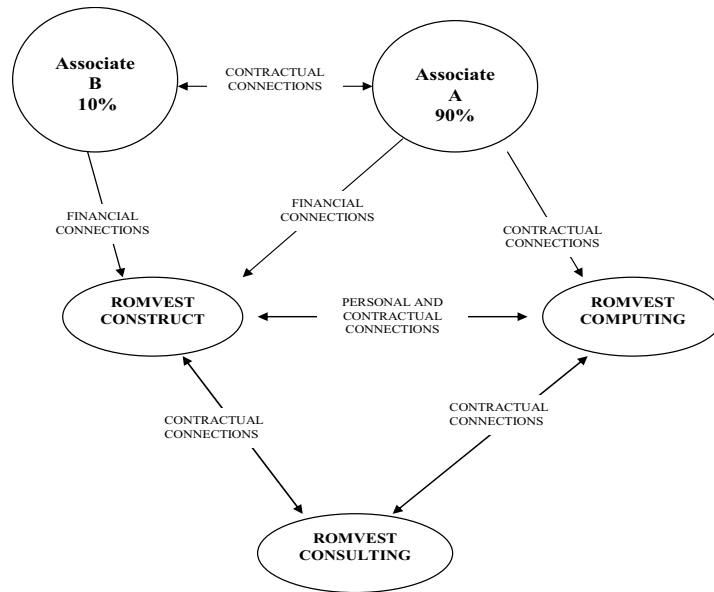 Associate
B
10%
CONTRACTUAL
CONNECTIONS
Associate
A
90%
FINANCIAL
CONNECTIONS
FINANCIAL
CONNECTIONS
CONTRACTUAL
CONNECTIONS
ROMVEST
CONSTRUCT
PERSONAL AND
CONTRACTUAL
CONNECTIONS
ROMVEST
COMPUTING
CONTRACTUAL
CONNECTIONS
CONTRACTUAL
CONNECTIONS
ROMVEST
CONSULTING